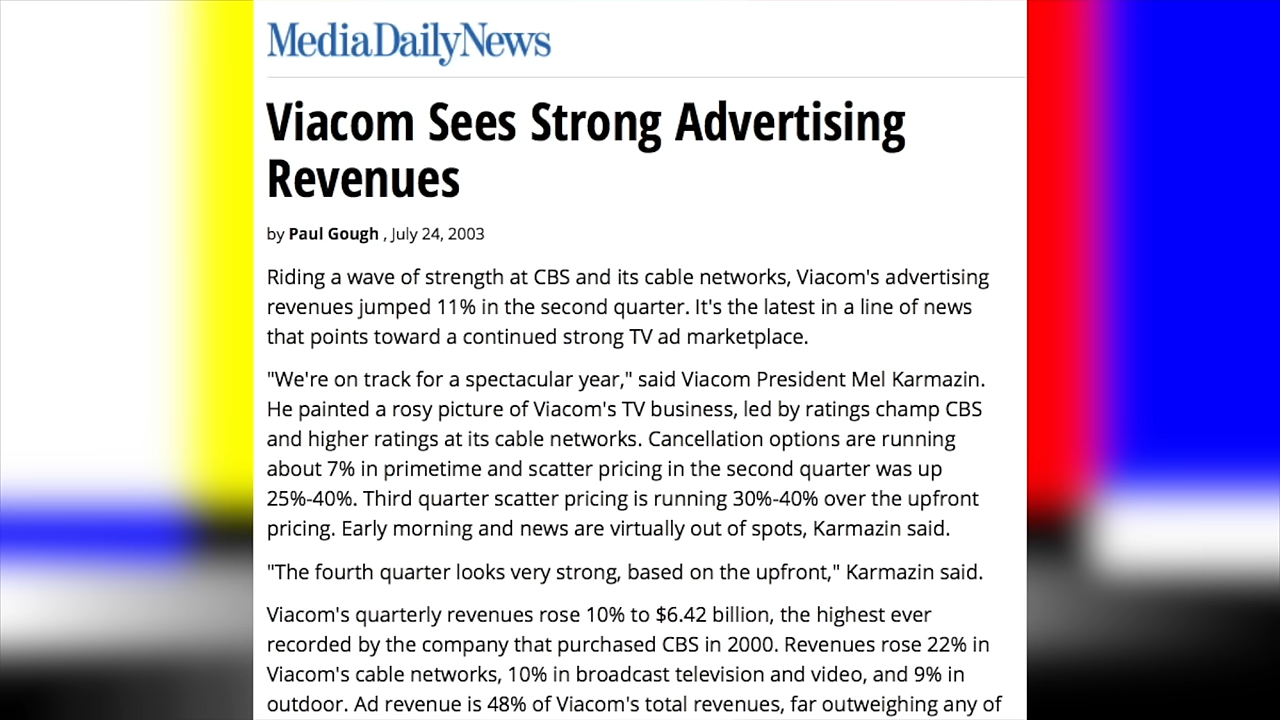 MediaDailyNews
Viacom Sees Strong Advertising
Revenues
by Paul Gough , July 24, 2003
Riding a wave of strength at CBS and its cable networks, Viacom's advertising
revenues jumped 11% in the second quarter. It's the latest in a line of news
that points toward a continued strong TV ad marketplace.
"We're on track for a spectacular year," said Viacom President Mel Karmazin.
He painted a rosy picture of Viacom's TV business, led by ratings champ CBS
and higher ratings at its cable networks. Cancellation options are running
about 7% in primetime and scatter pricing in the second quarter was up
25%-40%. Third quarter scatter pricing is running 30%-40% over the upfront
pricing. Early morning and news are virtually out of spots, Karmazin said.
"The fourth quarter looks very strong, based on the upfront," Karmazin said.
Viacom's quarterly revenues rose 10% to $6.42 billion, the highest ever
recorded by the company that purchased CBS in 2000. Revenues rose 22% in
Viacom's cable networks, 10% in broadcast television and video, and 9% in
outdoor. Ad revenue is 48% of Viacom's total revenues, far outweighing any of